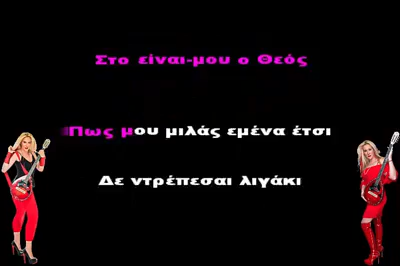 Στο είναι-μου ο Θεός
Πως μου μιλάς εμένα έτσι
Δε ντρέπεσαι λιγάκι